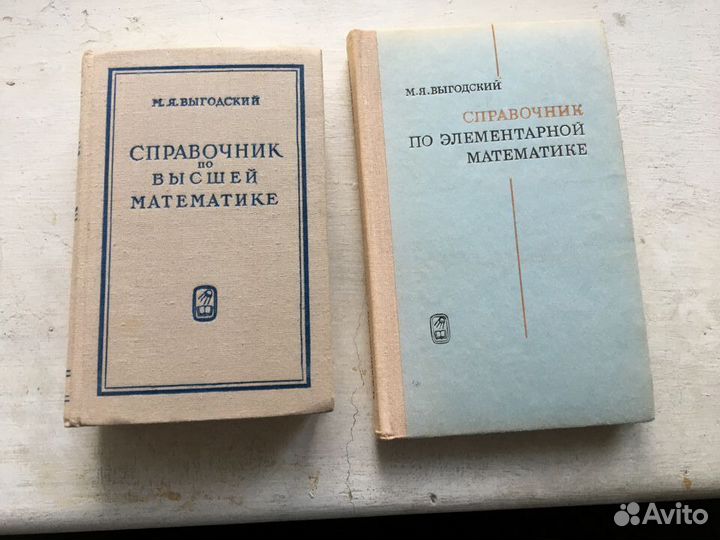 М.Я.ВЫГОДСКИЙ
СПРАВОЧНИК
ПО
ВЫСШЕЙ
МАТЕМАТИКЕ
М.Я.ВЫГОДСКИЙ
СПРАВОЧНИК
ПО ЭЛЕМЕНТАРНОЙ
МАТЕМАТИКЕ
Avito